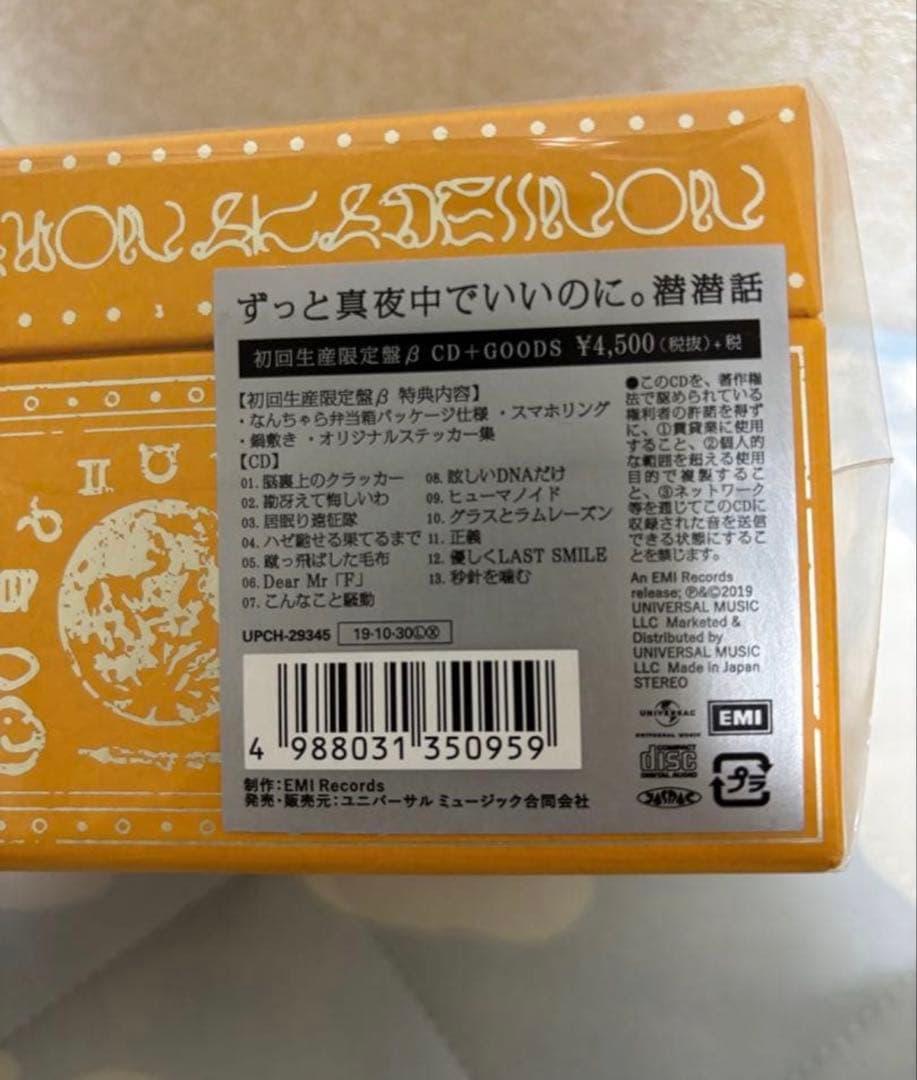 ずっと真夜中でいいのに。潜潜話
初回生産限定盤β CD+GOODS ¥4,500(税抜)+税
【初回生産限定盤β 特典内容】
・なんちゃら弁当箱パッケージ仕様 ・スマホリング
・鍋敷き ・オリジナルステッカー集
【CD】
01. 脳裏上のクラッカー
02. 勘冴えて悔しいわ
03. 居眠り遠征隊
04. ハゼ馳せる果てるまで
05. 蹴っ飛ばした毛布
06. Dear Mr「F」
07. こんなこと騒動
08. 眩しいDNAだけ
09. ヒューマノイド
10. グラスとラムレーズン
11. 正義
12. 優しくLAST SMILE
13. 秒針を噛む
UPCH-29345 19·10·30ⓁⓍ
4 988031 350959
制作:EMI Records
発売・販売元:ユニバーサル ミュージック合同会社
●このCDを、著作権
法で認められている
権利者の許諾を得ず
に、①賃貸業に使用
すること、②個人的
な範囲を超える使用
目的で複製するこ
と、③ネットワーク
等を通じてこのCDに
収録された音を送信
できる状態にするこ
とを禁じます。
An EMI Records
release; Ⓟ&©2019
UNIVERSAL MUSIC
LLC Marketed &
Distributed by
UNIVERSAL MUSIC
LLC Made in Japan
STEREO
UNIVERSAL
UNIVERSAL MUSIC
EMI
COMPACT
disc
DIGITAL AUDIO
プラ
JASRAC